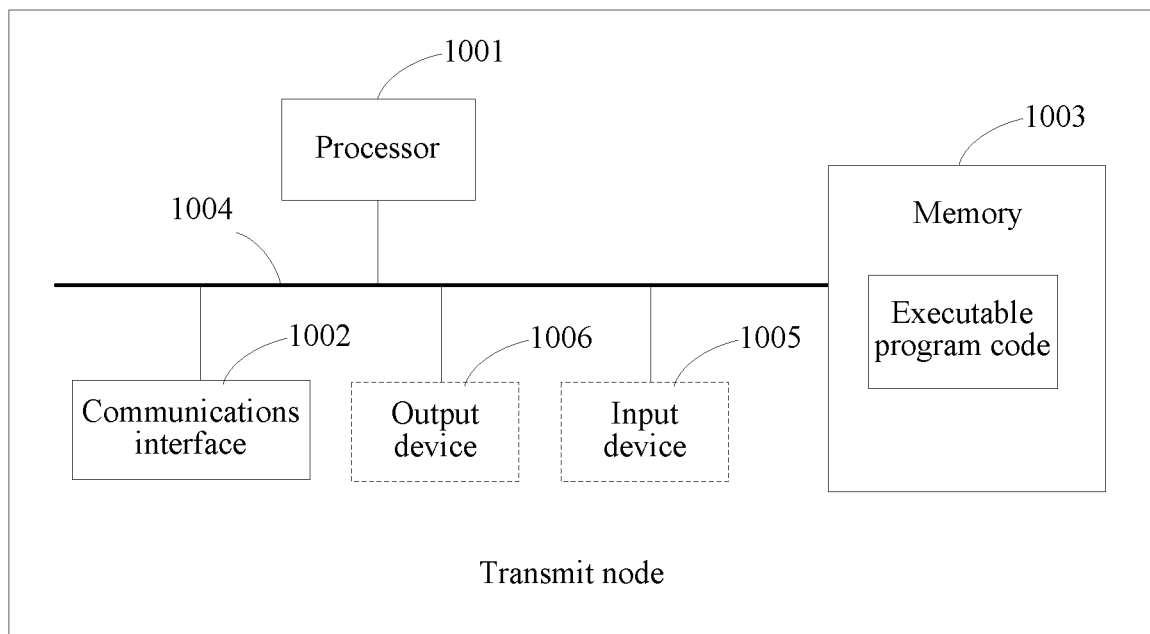 1001
Processor
1003
Memory
1004
Executable
program code
1002
1006
1005
Communications
interface
Output
device
Input
device
Transmit node